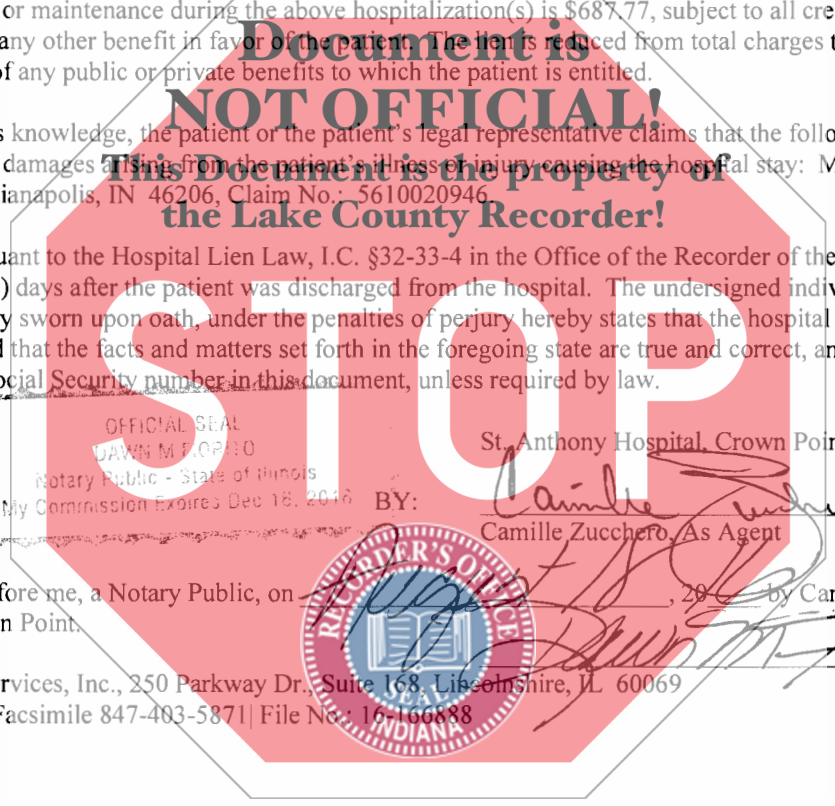 or maintenance during the above hospitalization(s) is $687.77, subject to all cre
any other benefit in favor of the patient. The lien is reduced from total charges t
of any public or private benefits to which the patient is entitled.
Document is
NOT OFFICIAL!
This Document is the property of
the Lake County Recorder!
STOP
s knowledge, the patient or the patient's legal representative claims that the follo
damages arising from the patient's illness or injury causing the hospital stay: M
ianapolis, IN 46206, Claim No.: 5610020946.
uant to the Hospital Lien Law, I.C. §32-33-4 in the Office of the Recorder of the
) days after the patient was discharged from the hospital. The undersigned indiv
y sworn upon oath, under the penalties of perjury hereby states that the hospital
d that the facts and matters set forth in the foregoing state are true and correct, an
ocial Security number in this document, unless required by law.
OFFICIAL SEAL
DAWN M
Notary Public - State of Illinois
My Commission Expires Dec 18, 2016
St. Anthony Hospital, Crown Poin
BY: Camille
Camille Zucchero, As Agent
fore me, a Notary Public, on August 18, 20 by Cam
n Point.
Dawn M
rvices, Inc., 250 Parkway Dr., Suite 168, Lincolnshire, IL 60069
Facsimile 847-403-5871| File No.: 16-166888
RECORDER'S OFFICE
SEAL
INDIANA